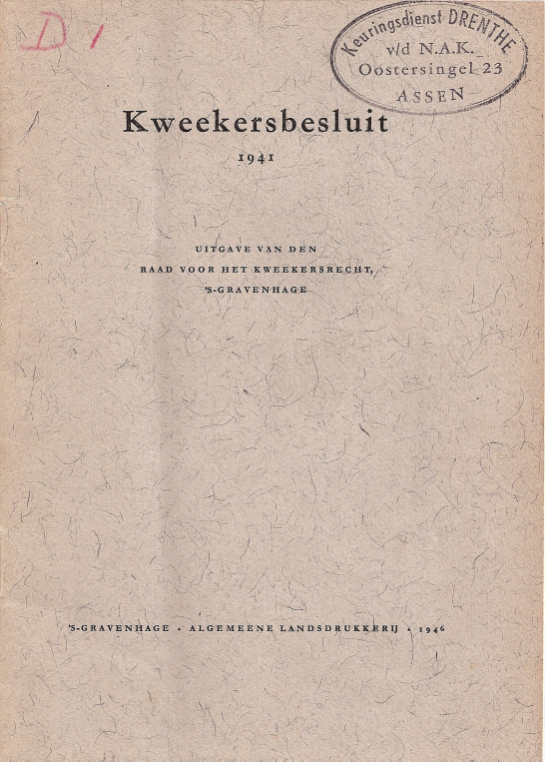 D 1
Keuringsdienst DRENTHE
v/d N.A.K.
Oostersingel 23
ASSEN
Kweekersbesluit
1941
UITGAVE VAN DEN
RAAD VOOR HET KWEEKERSRECHT,
'S-GRAVENHAGE
'S-GRAVENHAGE - ALGEMEENE LANDSDRUKKERIJ - 1946